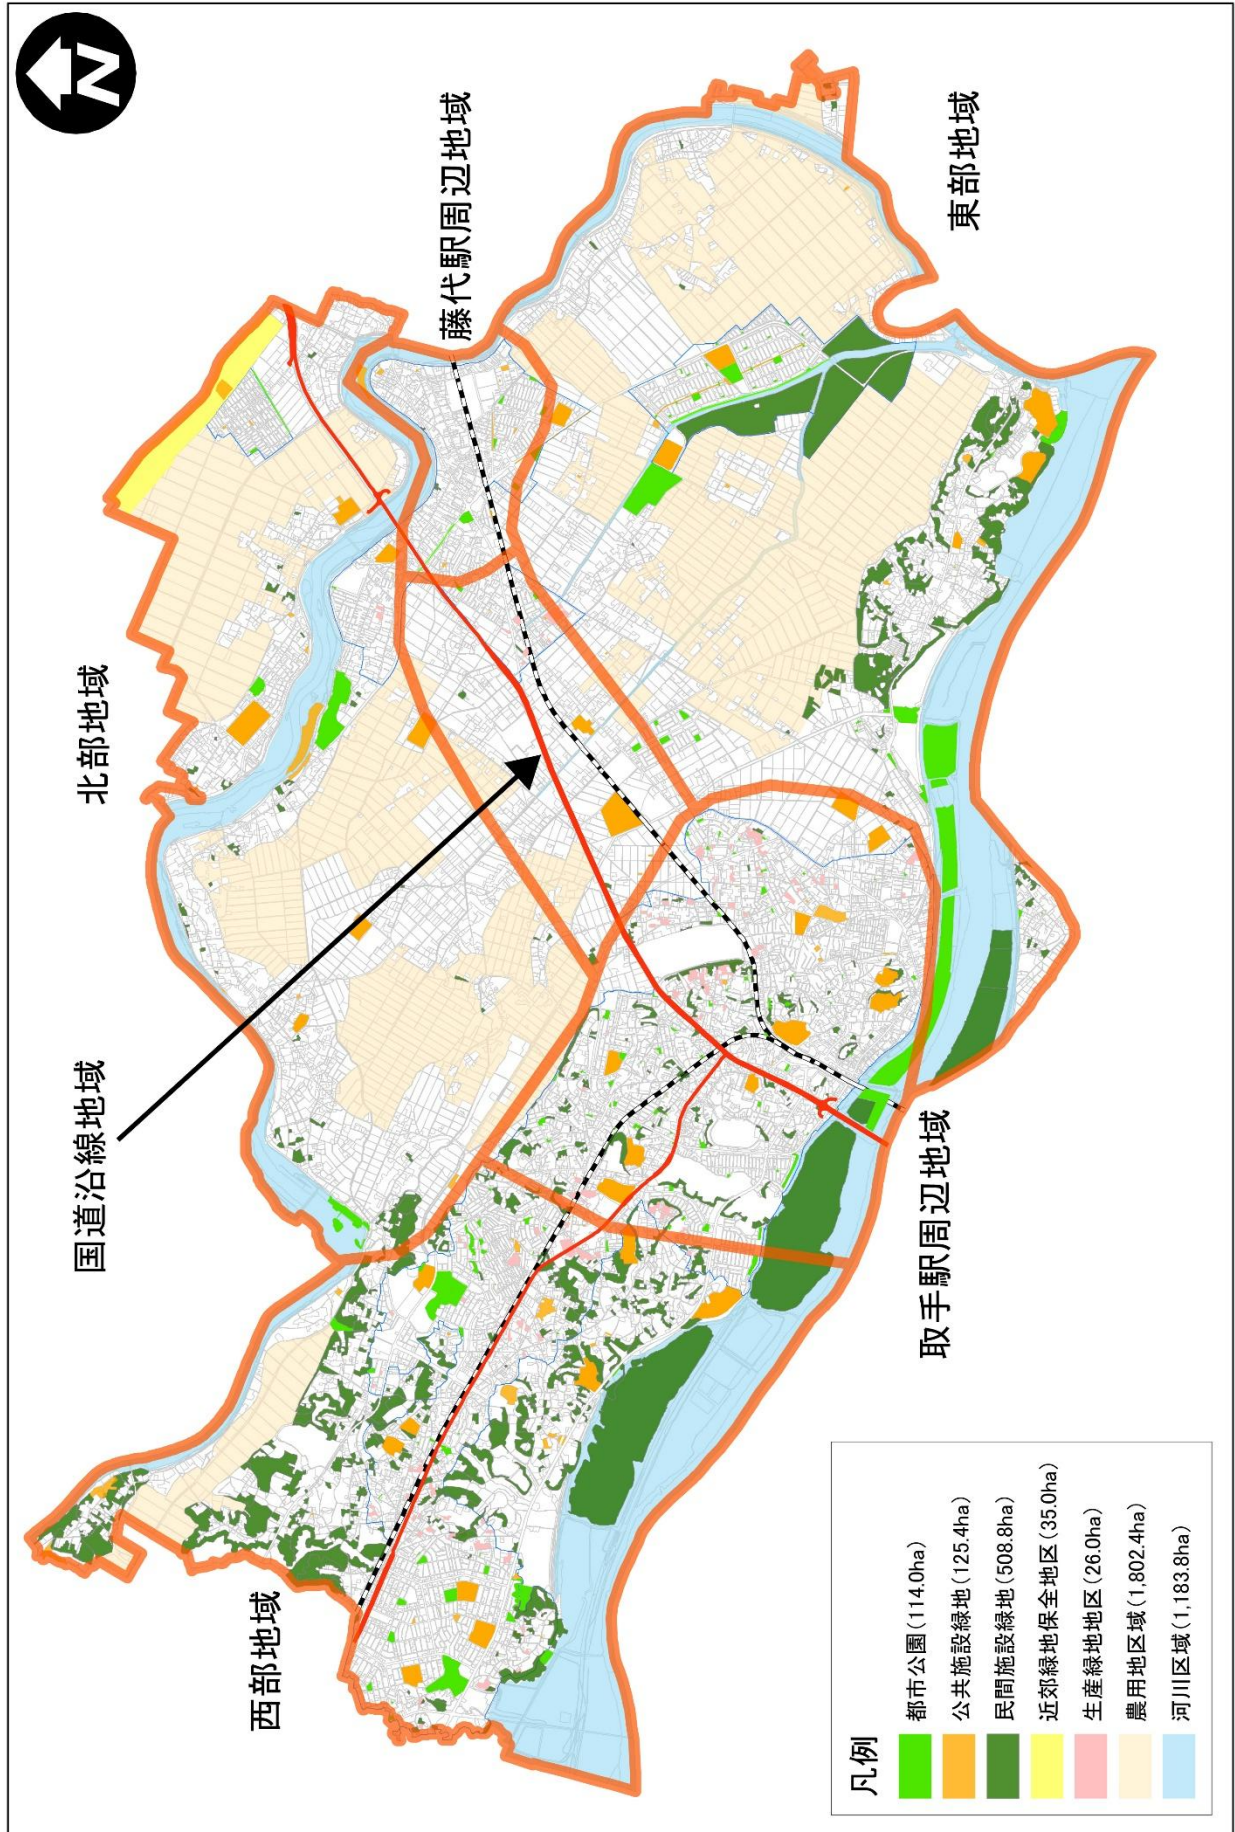 N
国道沿線地域
北部地域
藤代駅周辺地域
東部地域
西部地域
取手駅周辺地域
凡例
都市公園(114.0ha)
公共施設緑地(125.4ha)
民間施設緑地(508.8ha)
近郊緑地保全地区(35.0ha)
生産緑地地区(26.0ha)
農用地区域(1,802.4ha)
河川区域(1,183.8ha)